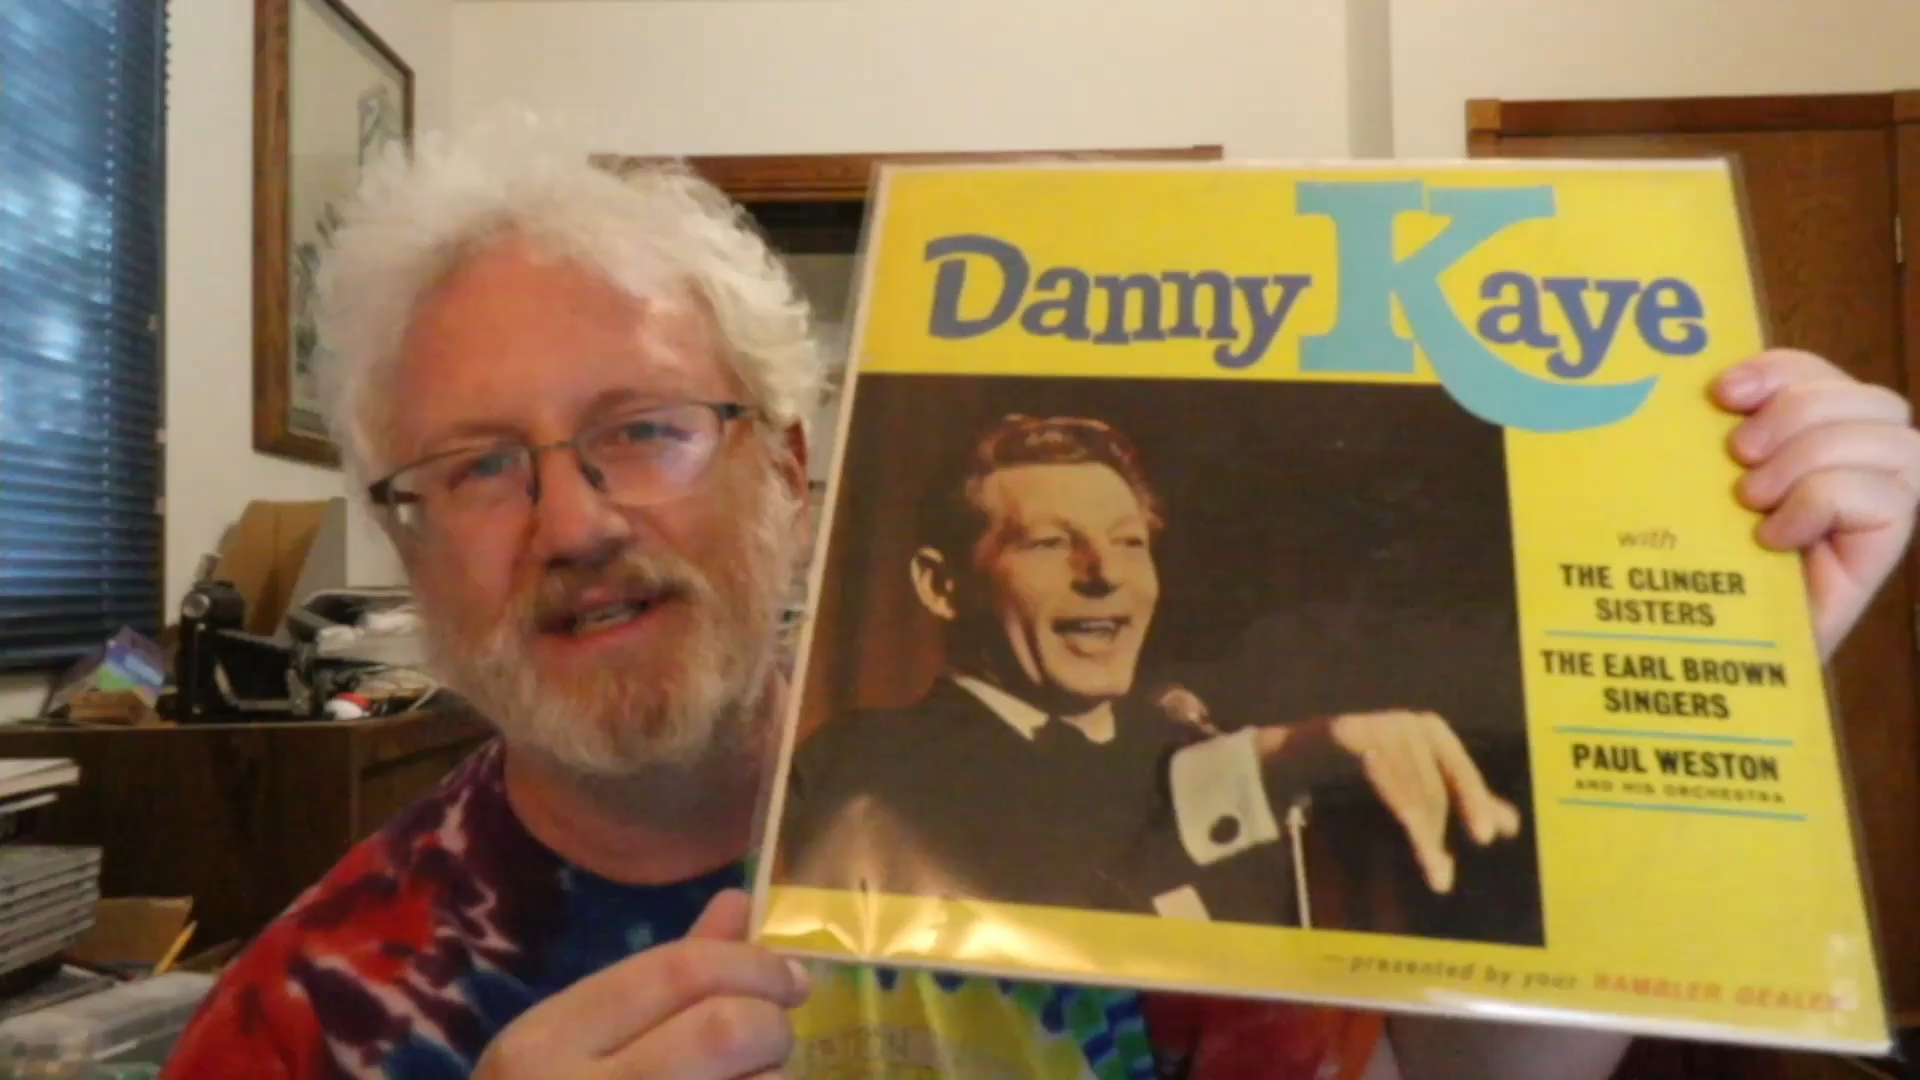 Danny Kaye
with
THE CLINGER
SISTERS
THE EARL BROWN
SINGERS
PAUL WESTON
AND HIS ORCHESTRA
—presented by your RAMBLER DEALER